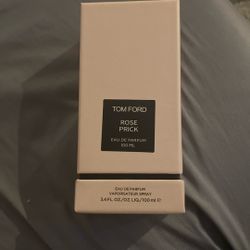 TOM FORD
ROSE
PRICK
EAU DE PARFUM
100 ML
EAU DE PARFUM
VAPORISATEUR SPRAY
3.4 FL.OZ./OZ.LIQ./100 ml ℮